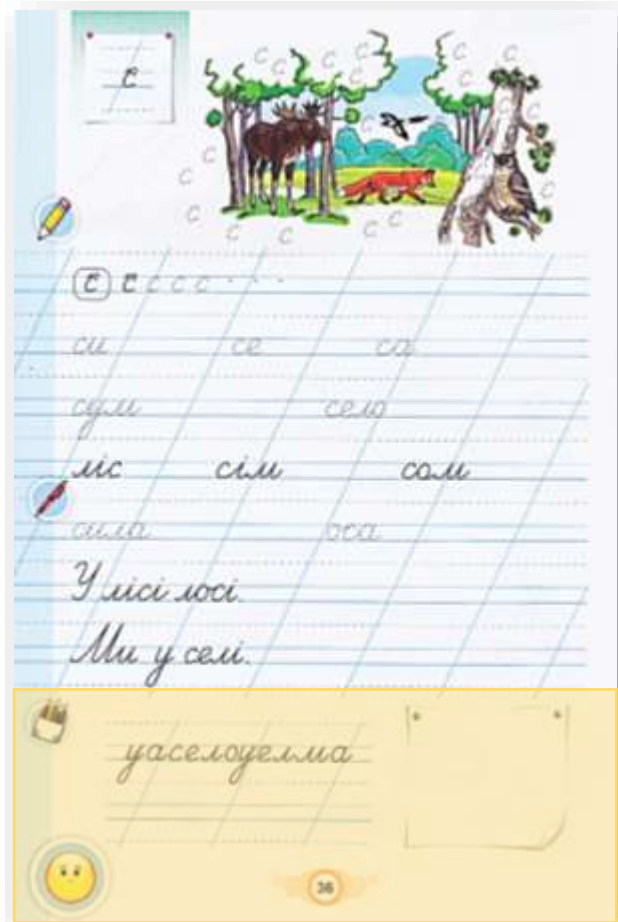 с
с с с с с с с с с с с с с с с
с с с с с
си се са
сум село
ліс сім сом
сила оса
У лісі лосі.
Ми у селі.
уаселоуелма
36